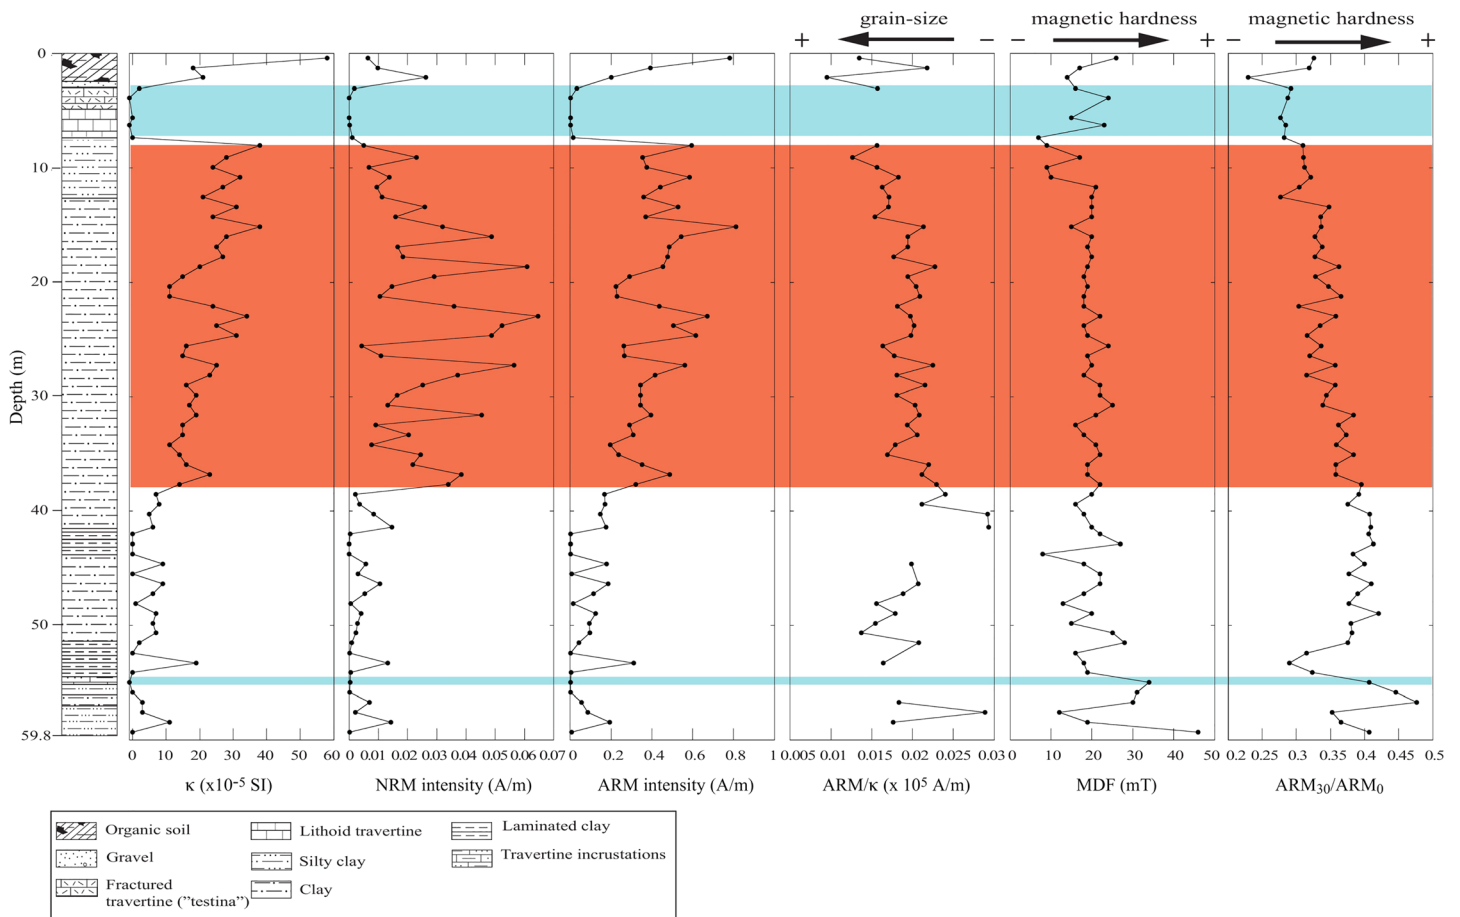 grain-size
magnetic hardness
magnetic hardness
+ − − + − +
0
10
20
30
40
50
59.8
Depth (m)
0 10 20 30 40 50 60
0 0.01 0.02 0.03 0.04 0.05 0.06 0.07
0 0.2 0.4 0.6 0.8 1
0.005 0.01 0.015 0.02 0.025 0.03
0 10 20 30 40 50
0.2 0.25 0.3 0.35 0.4 0.45 0.5
κ (x10⁻⁵ SI)
NRM intensity (A/m)
ARM intensity (A/m)
ARM/κ (x 10⁵ A/m)
MDF (mT)
ARM₃₀/ARM₀
Organic soil
Gravel
Fractured
travertine ("testina")
Lithoid travertine
Silty clay
Clay
Laminated clay
Travertine incrustations